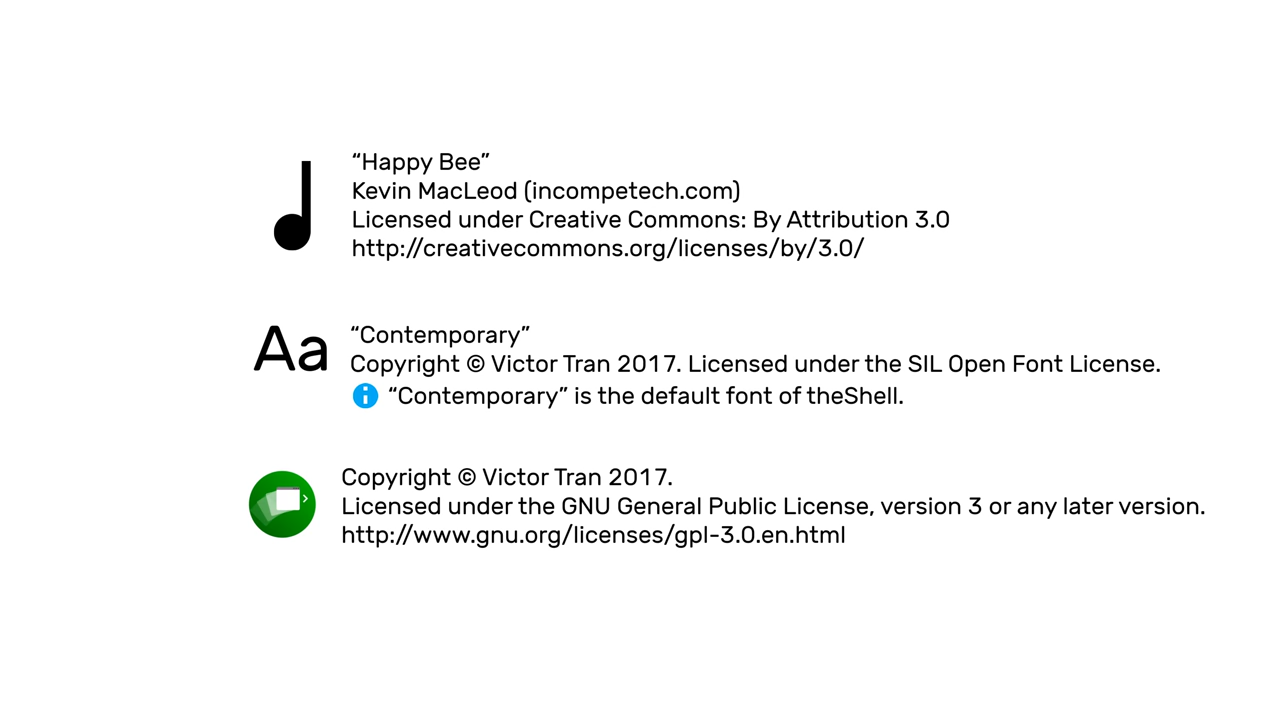 “Happy Bee”
Kevin MacLeod (incompetech.com)
Licensed under Creative Commons: By Attribution 3.0
http://creativecommons.org/licenses/by/3.0/
Aa
“Contemporary”
Copyright © Victor Tran 2017. Licensed under the SIL Open Font License.
“Contemporary” is the default font of theShell.
Copyright © Victor Tran 2017.
Licensed under the GNU General Public License, version 3 or any later version.
http://www.gnu.org/licenses/gpl-3.0.en.html